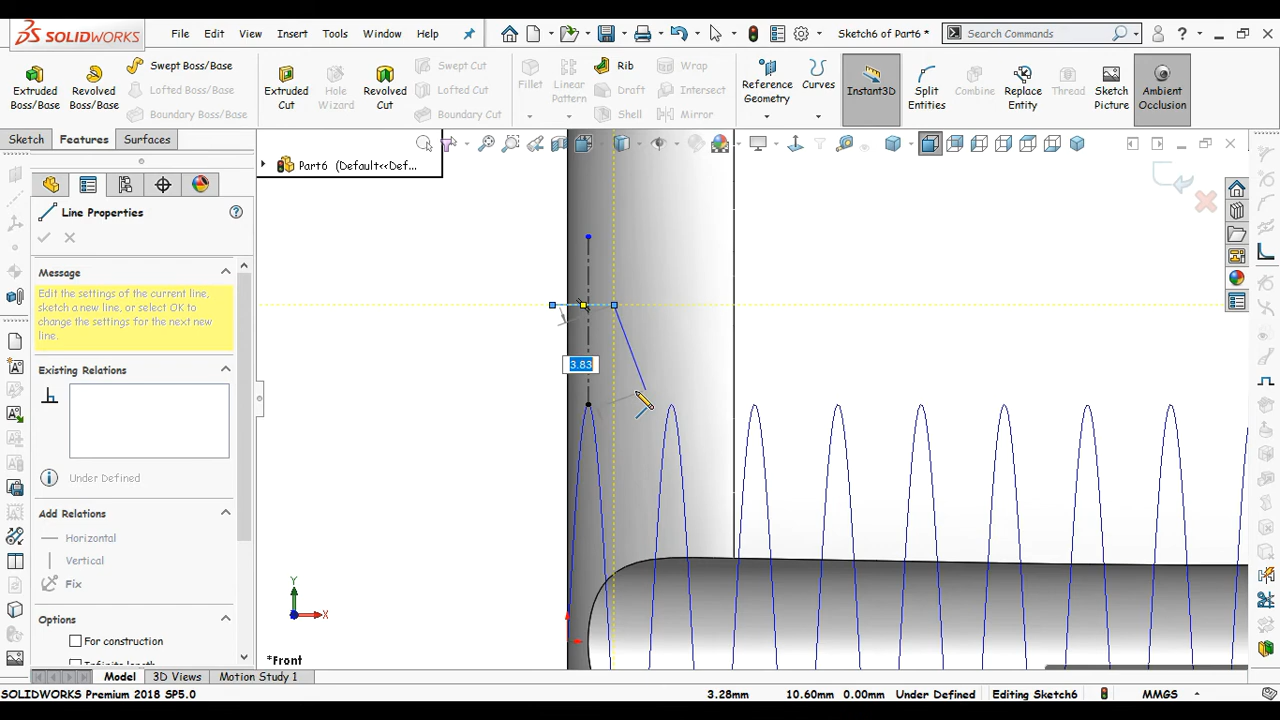 SOLIDWORKS
File Edit View Insert Tools Window Help
Sketch6 of Part6 *
Search Commands
Extruded Boss/Base
Revolved Boss/Base
Swept Boss/Base
Lofted Boss/Base
Boundary Boss/Base
Extruded Cut
Hole Wizard
Revolved Cut
Swept Cut
Lofted Cut
Boundary Cut
Fillet
Linear Pattern
Rib
Draft
Shell
Wrap
Intersect
Mirror
Reference Geometry
Curves
Instant3D
Split Entities
Combine
Replace Entity
Thread
Sketch Picture
Ambient Occlusion
Sketch Features Surfaces
Part6 (Default<<Def...
Line Properties
Message
Edit the settings of the current line,
sketch a new line, or select OK to
change the settings for the next new
line.
Existing Relations
Under Defined
Add Relations
Horizontal
Vertical
Fix
Options
For construction
Infinite length
3.83
Y
X
*Front
Model 3D Views Motion Study 1
SOLIDWORKS Premium 2018 SP5.0
3.28mm 10.60mm 0.00mm Under Defined Editing Sketch6 MMGS